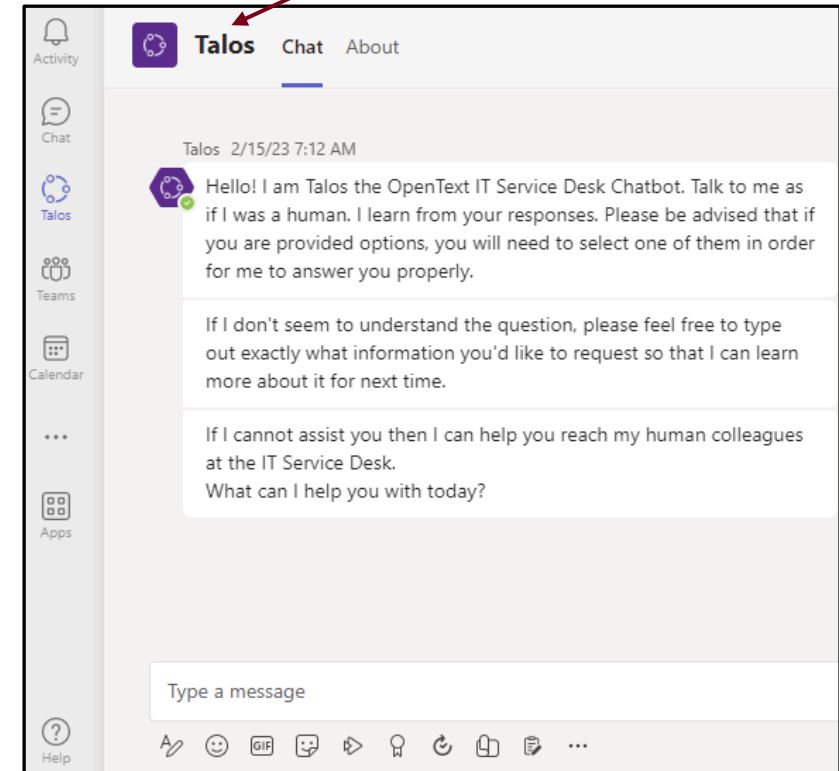 Activity
Chat
Talos
Teams
Calendar
Apps
Help
Talos Chat About
Talos 2/15/23 7:12 AM
Hello! I am Talos the OpenText IT Service Desk Chatbot. Talk to me as
if I was a human. I learn from your responses. Please be advised that if
you are provided options, you will need to select one of them in order
for me to answer you properly.
If I don't seem to understand the question, please feel free to type
out exactly what information you'd like to request so that I can learn
more about it for next time.
If I cannot assist you then I can help you reach my human colleagues
at the IT Service Desk.
What can I help you with today?
Type a message
GIF